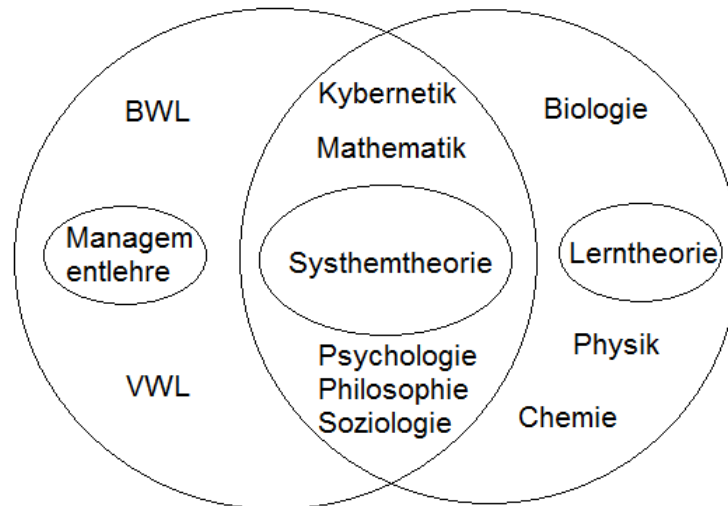 BWL
Managem
entlehre
VWL
Kybernetik
Mathematik
Systhemtheorie
Psychologie
Philosophie
Soziologie
Biologie
Lerntheorie
Physik
Chemie